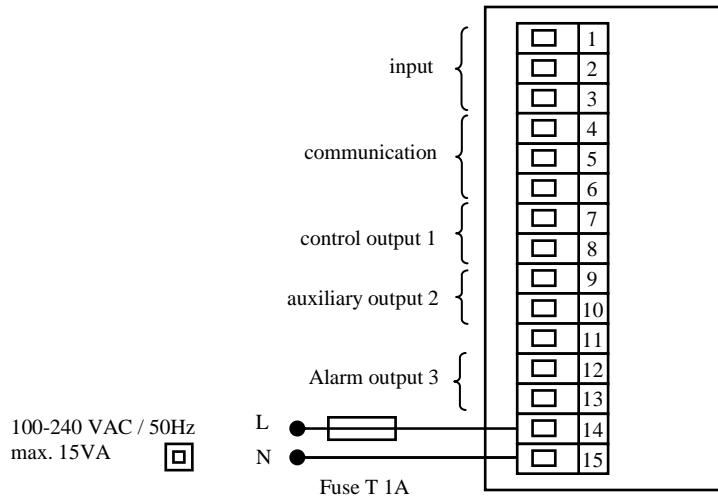 1
input
2
3
4
communication
5
6
7
control output 1
8
9
auxiliary output 2
10
11
12
Alarm output 3
13
100-240 VAC / 50Hz
L
14
max. 15VA
N
15
Fuse T 1A